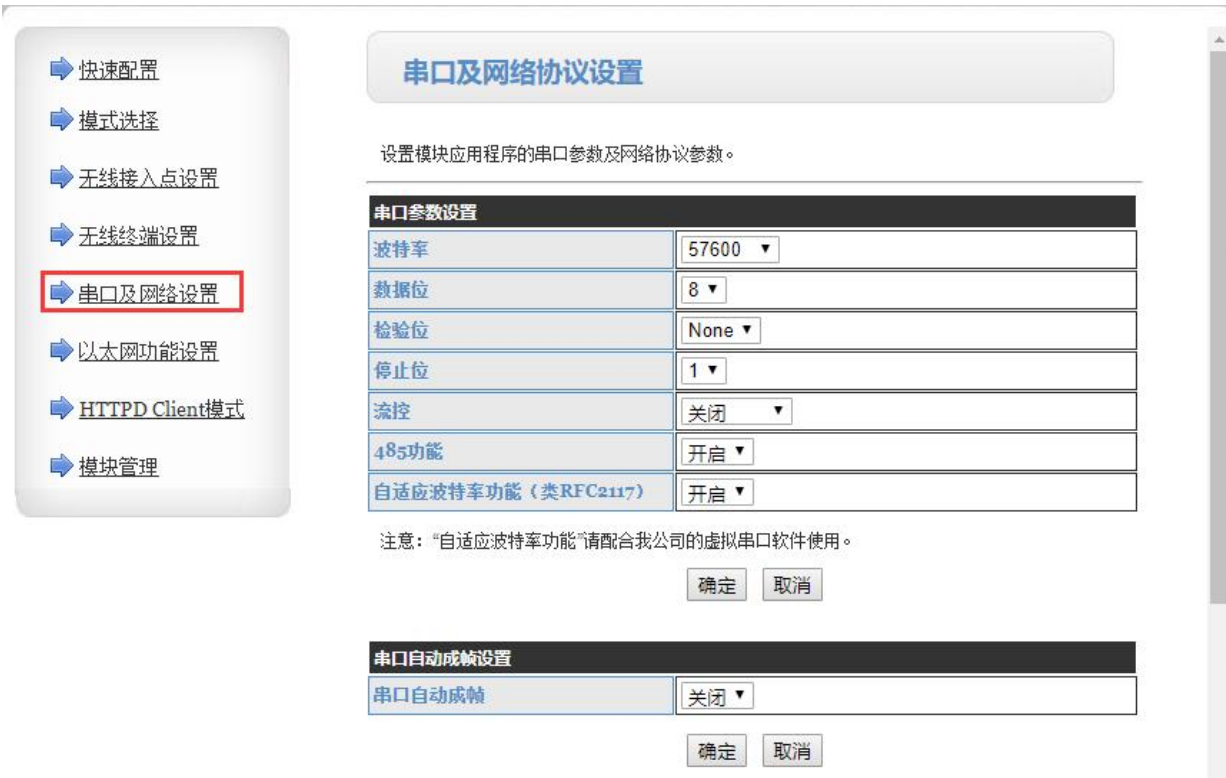 快速配置
模式选择
无线接入点设置
无线终端设置
串口及网络设置
以太网功能设置
HTTPD Client模式
模块管理
串口及网络协议设置
设置模块应用程序的串口参数及网络协议参数。
串口参数设置
波特率 57600
数据位 8
检验位 None
停止位 1
流控 关闭
485功能 开启
自适应波特率功能（类RFC2117） 开启
注意：“自适应波特率功能”请配合我公司的虚拟串口软件使用。
确定 取消
串口自动成帧设置
串口自动成帧 关闭
确定 取消